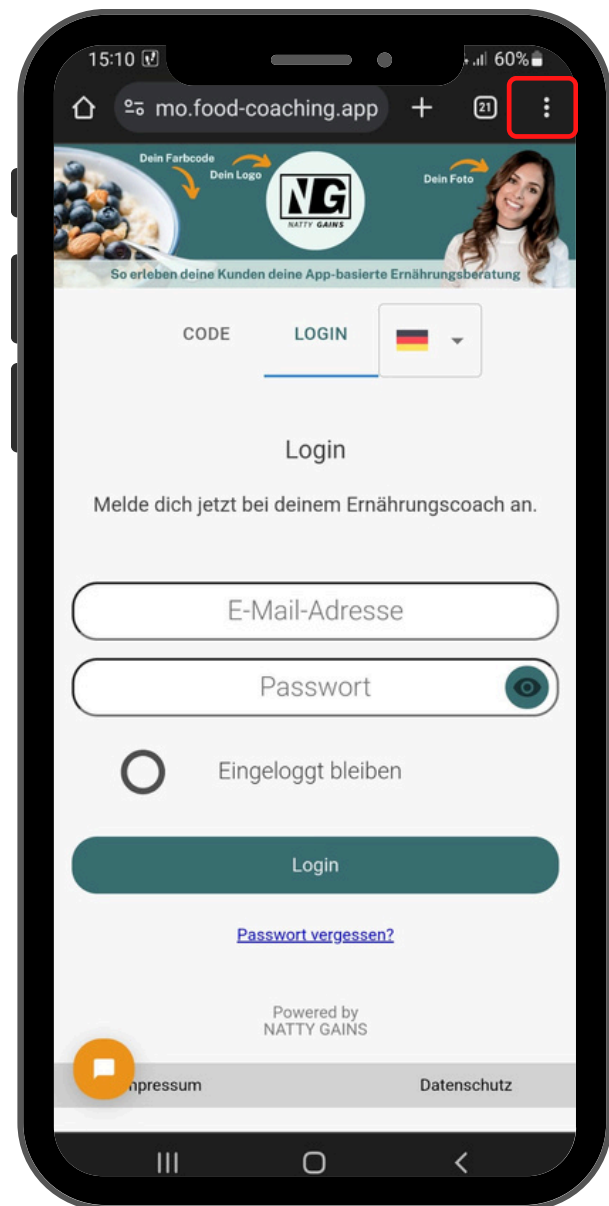 15:10
60%
mo.food-coaching.app
21
Dein Farbcode
Dein Logo
Dein Foto
NG
NATTY GAINS
So erleben deine Kunden deine App-basierte Ernährungsberatung
CODE
LOGIN
Login
Melde dich jetzt bei deinem Ernährungscoach an.
E-Mail-Adresse
Passwort
Eingeloggt bleiben
Login
Passwort vergessen?
Powered by
NATTY GAINS
mpressum
Datenschutz